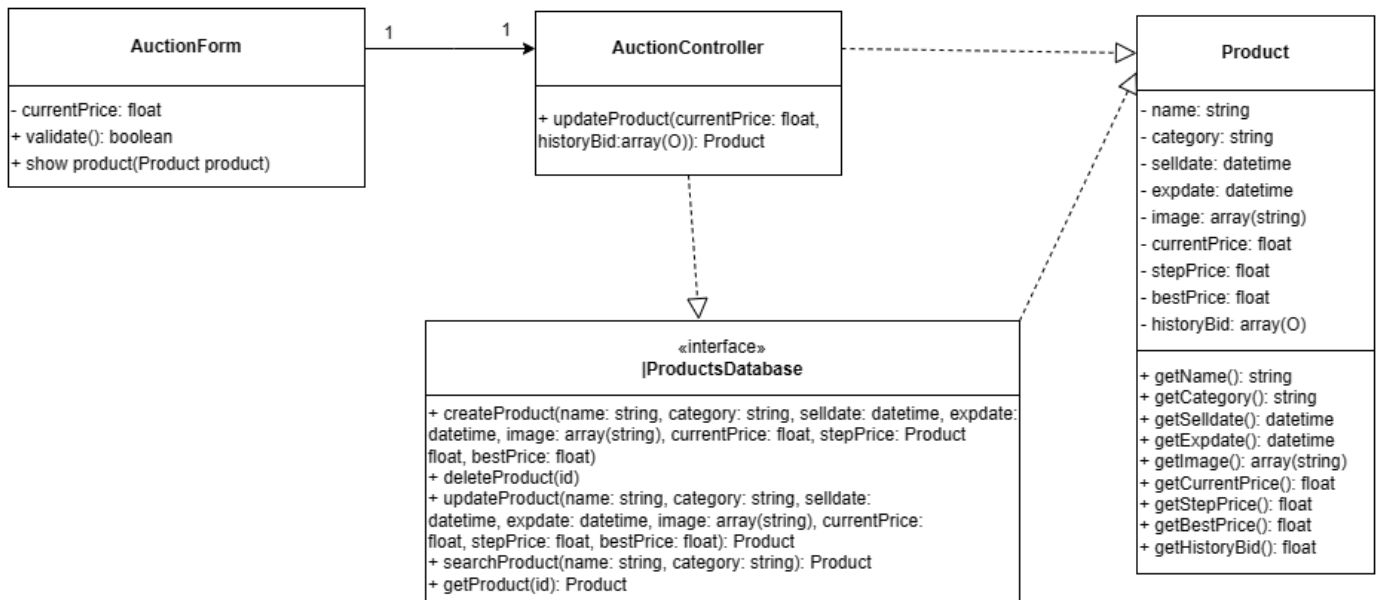 AuctionForm
- currentPrice: float
+ validate(): boolean
+ show product(Product product)
1
1
AuctionController
+ updateProduct(currentPrice: float,
historyBid:array(O)): Product
Product
- name: string
- category: string
- selldate: datetime
- expdate: datetime
- image: array(string)
- currentPrice: float
- stepPrice: float
- bestPrice: float
- historyBid: array(O)
+ getName(): string
+ getCategory(): string
+ getSelldate(): datetime
+ getExpdate(): datetime
+ getImage(): array(string)
+ getCurrentPrice(): float
+ getStepPrice(): float
+ getBestPrice(): float
+ getHistoryBid(): float
«interface»
|ProductsDatabase
+ createProduct(name: string, category: string, selldate: datetime, expdate:
datetime, image: array(string), currentPrice: float, stepPrice: Product
float, bestPrice: float)
+ deleteProduct(id)
+ updateProduct(name: string, category: string, selldate:
datetime, expdate: datetime, image: array(string), currentPrice:
float, stepPrice: float, bestPrice: float): Product
+ searchProduct(name: string, category: string): Product
+ getProduct(id): Product